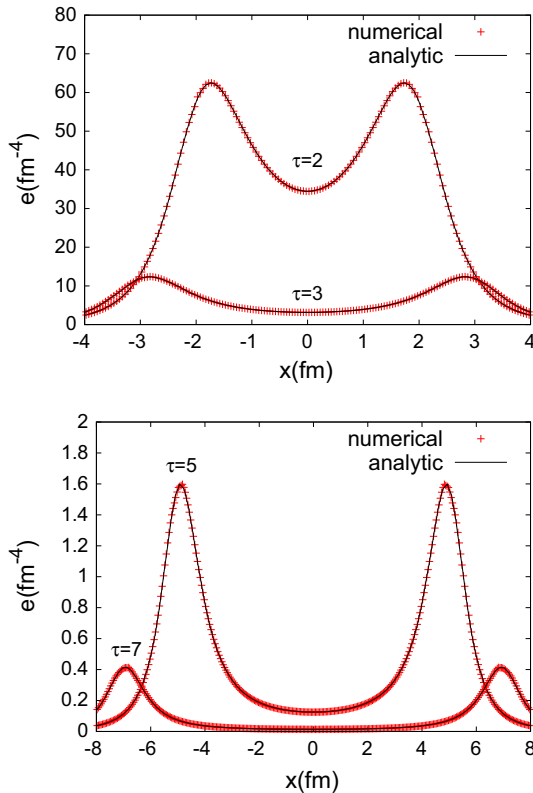 80
70
60
50
40
30
20
10
0
e(fm-4)
numerical
analytic
τ=2
τ=3
-4 -3 -2 -1 0 1 2 3 4
x(fm)
2
1.8
1.6
1.4
1.2
1
0.8
0.6
0.4
0.2
0
e(fm-4)
numerical
analytic
τ=5
τ=7
-8 -6 -4 -2 0 2 4 6 8
x(fm)